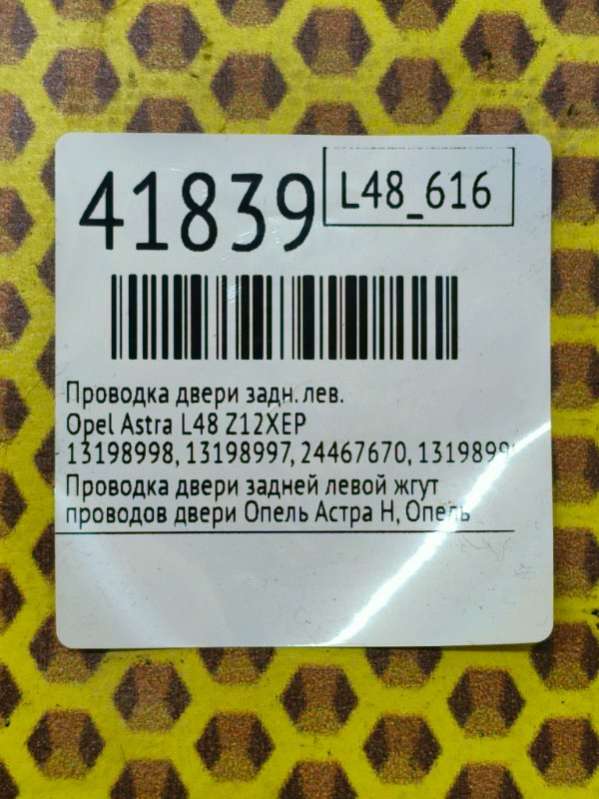 41839
L48_616
Проводка двери задн. лев.
Opel Astra L48 Z12XEP
13198998, 13198997, 24467670, 1319899
Проводка двери задней левой жгут
проводов двери Опель Астра H, Опель